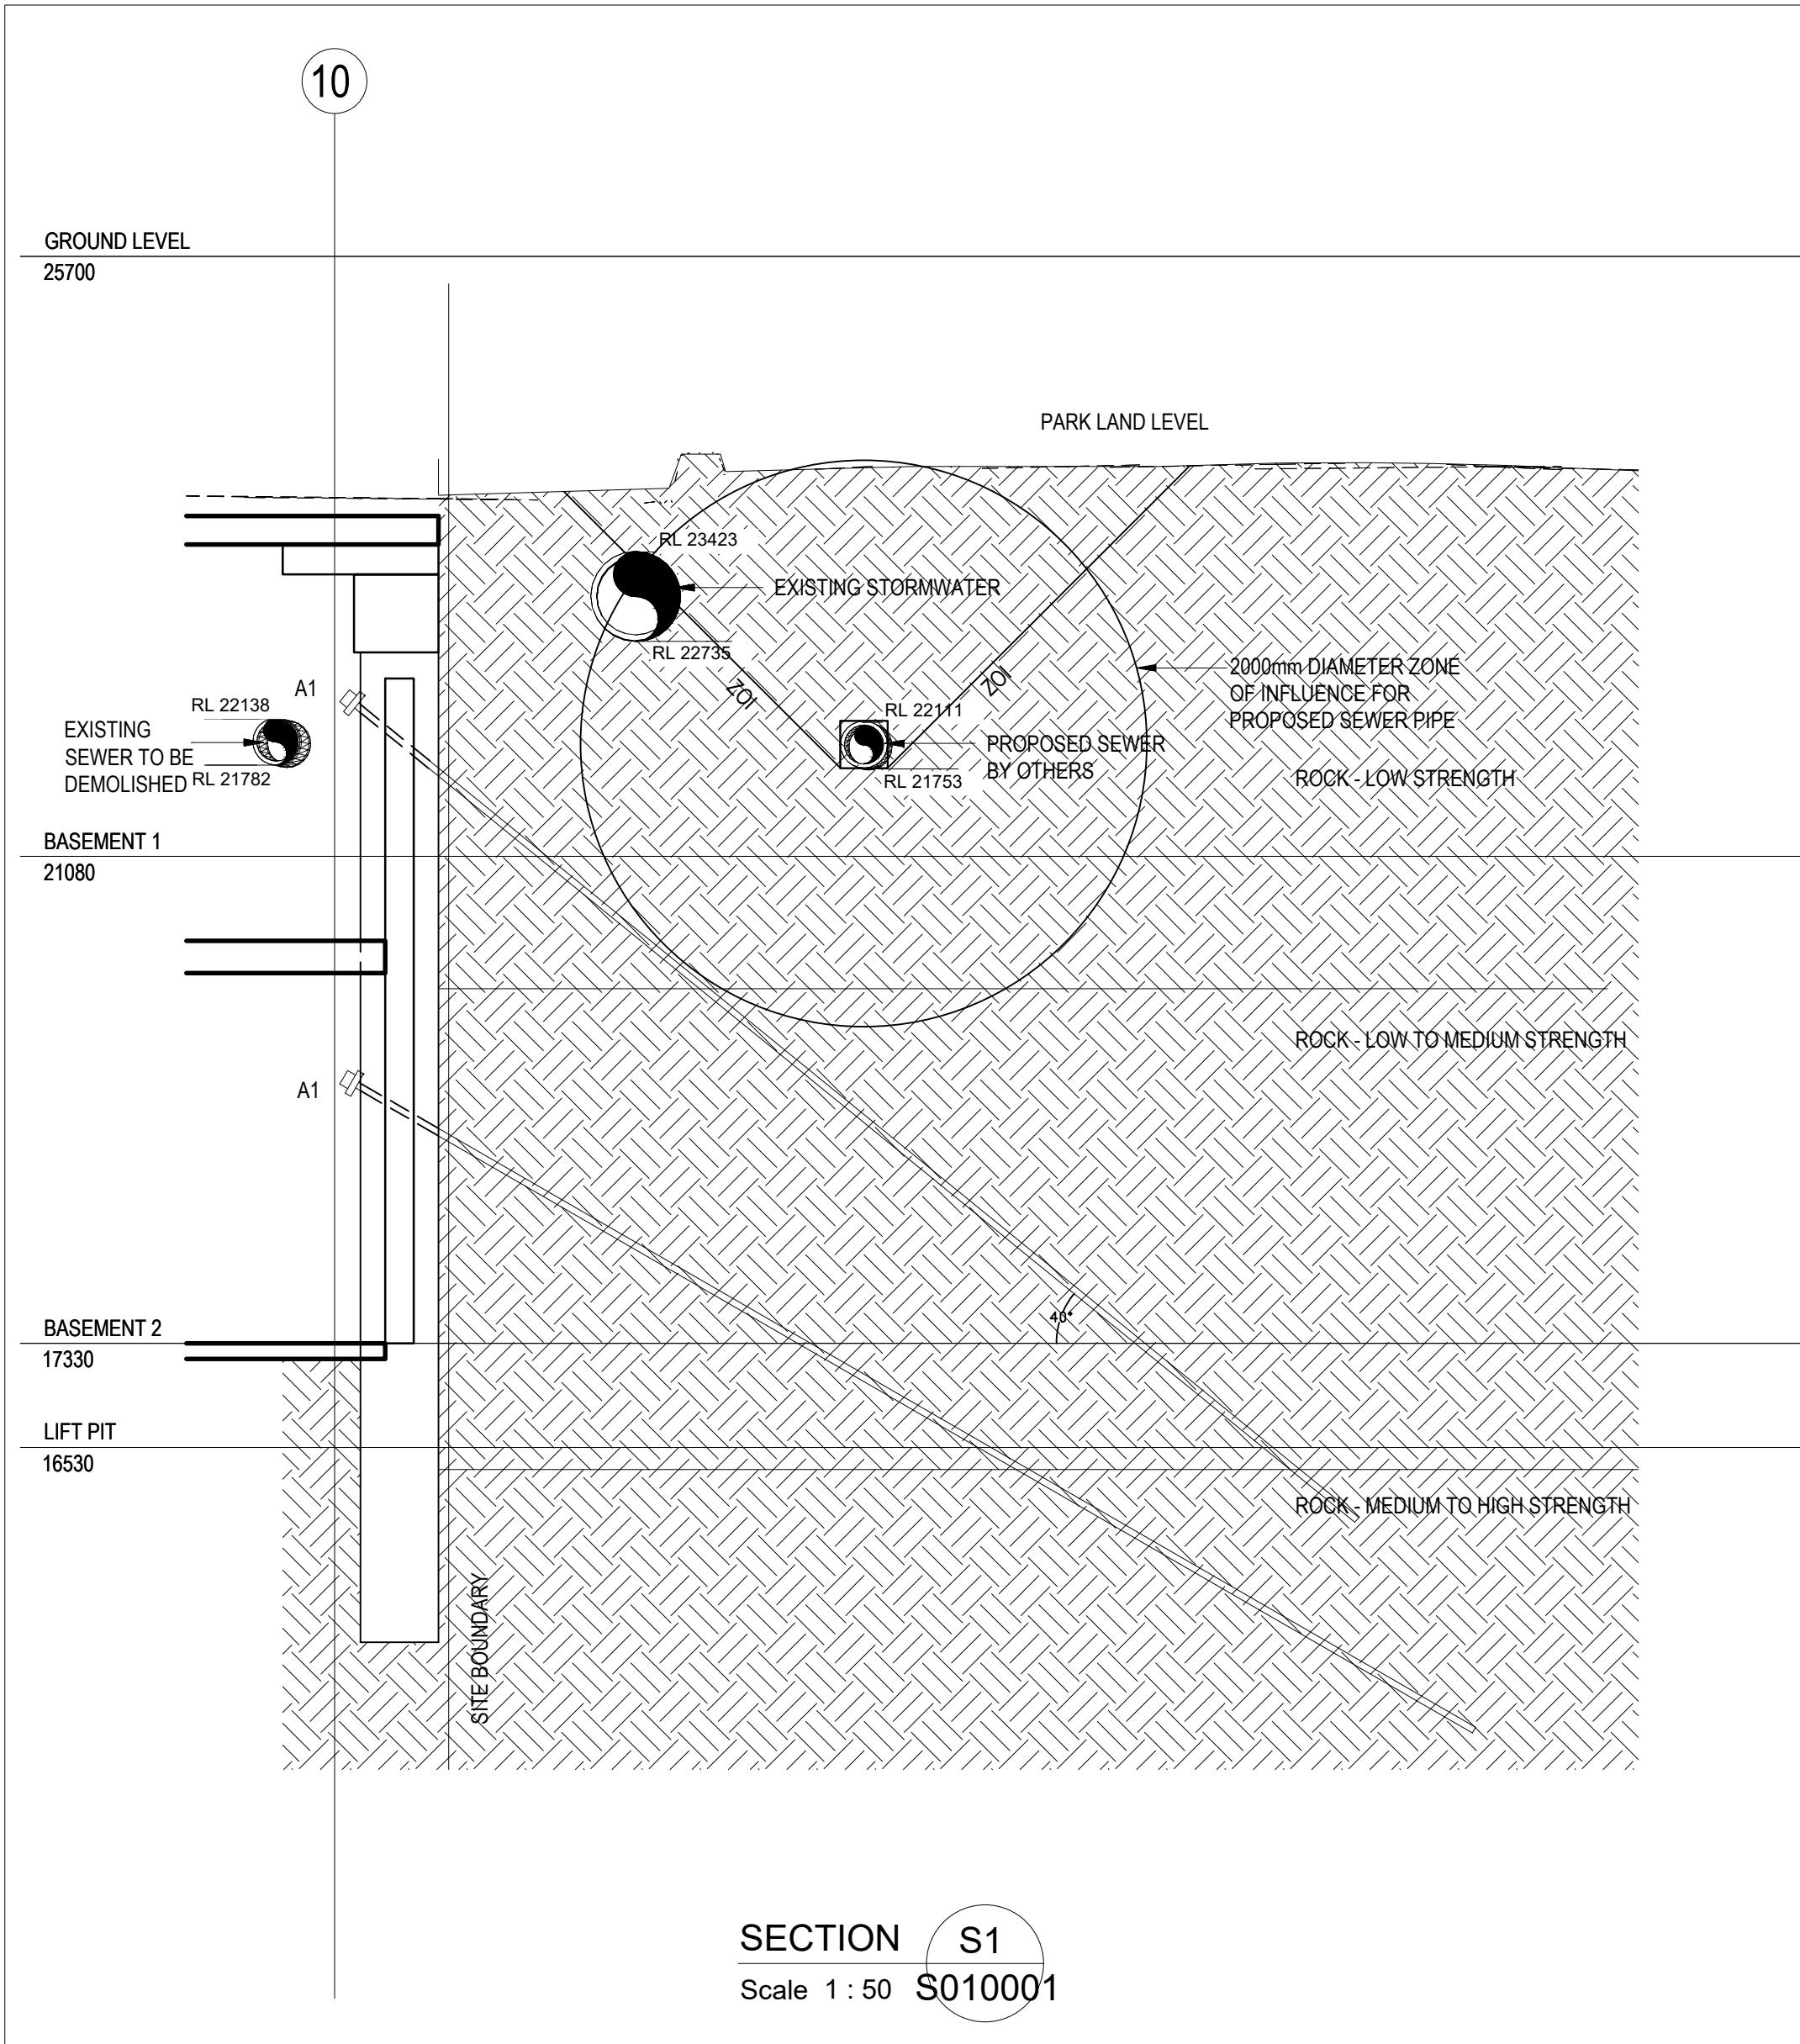 10
GROUND LEVEL
25700
PARK LAND LEVEL
RL 23423
EXISTING STORMWATER
RL 22735
2000mm DIAMETER ZONE
OF INFLUENCE FOR
PROPOSED SEWER PIPE
ZOI
ZOI
A1
RL 22138
EXISTING
SEWER TO BE
DEMOLISHED
RL 21782
RL 22111
PROPOSED SEWER
BY OTHERS
RL 21753
ROCK - LOW STRENGTH
BASEMENT 1
21080
ROCK - LOW TO MEDIUM STRENGTH
A1
40°
BASEMENT 2
17330
LIFT PIT
16530
ROCK - MEDIUM TO HIGH STRENGTH
SITE BOUNDARY
SECTION
S1
Scale 1 : 50
S010001